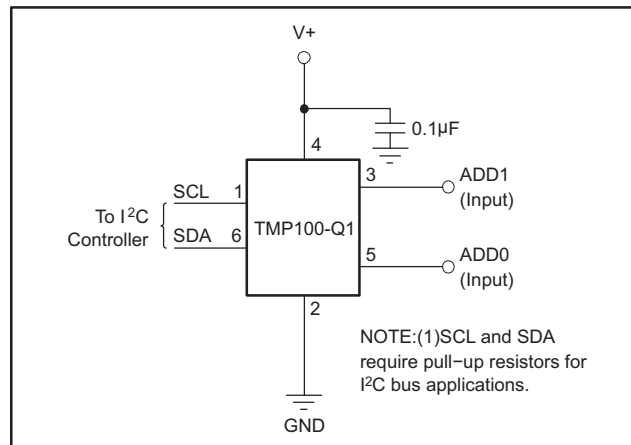 V+
0.1µF
4
SCL 1
3 ADD1
(Input)
To I²C
Controller
TMP100-Q1
SDA 6
5 ADD0
(Input)
2
NOTE:(1)SCL and SDA
require pull−up resistors for
I²C bus applications.
GND